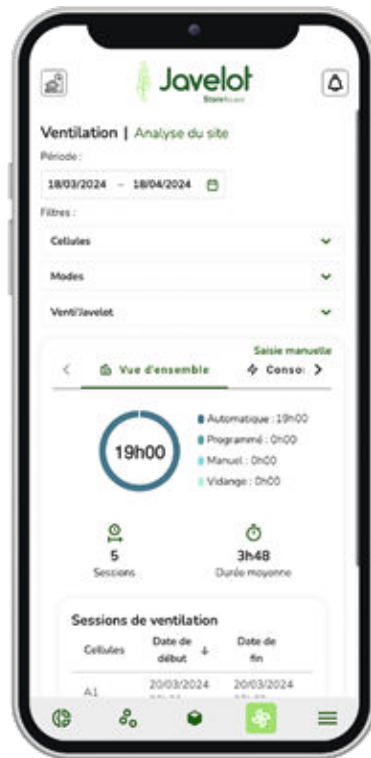 Javelot
Ventilation | Analyse du site
Période :
18/03/2024 – 18/04/2024
Filtres :
Cellules
Modes
Venti'Javelot
Saisie manuelle
Vue d'ensemble
Conso
19h00
Automatique : 19h00
Programmé : 0h00
Manuel : 0h00
Vidange : 0h00
5
Sessions
3h48
Durée moyenne
Sessions de ventilation
Cellules
Date de début
Date de fin
A1
20/03/2024
20/03/2024